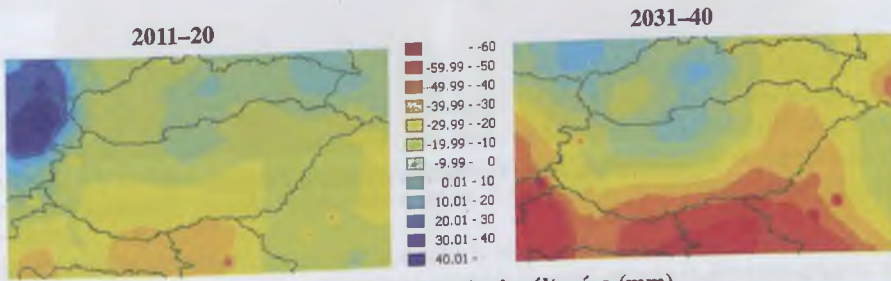 2011–20
2031–40
- -60
-59.99 - -50
-49.99 - -40
-39.99 - -30
-29.99 - -20
-19.99 - -10
-9.99 - 0
0.01 - 10
10.01 - 20
20.01 - 30
30.01 - 40
40.01 -
(mm)